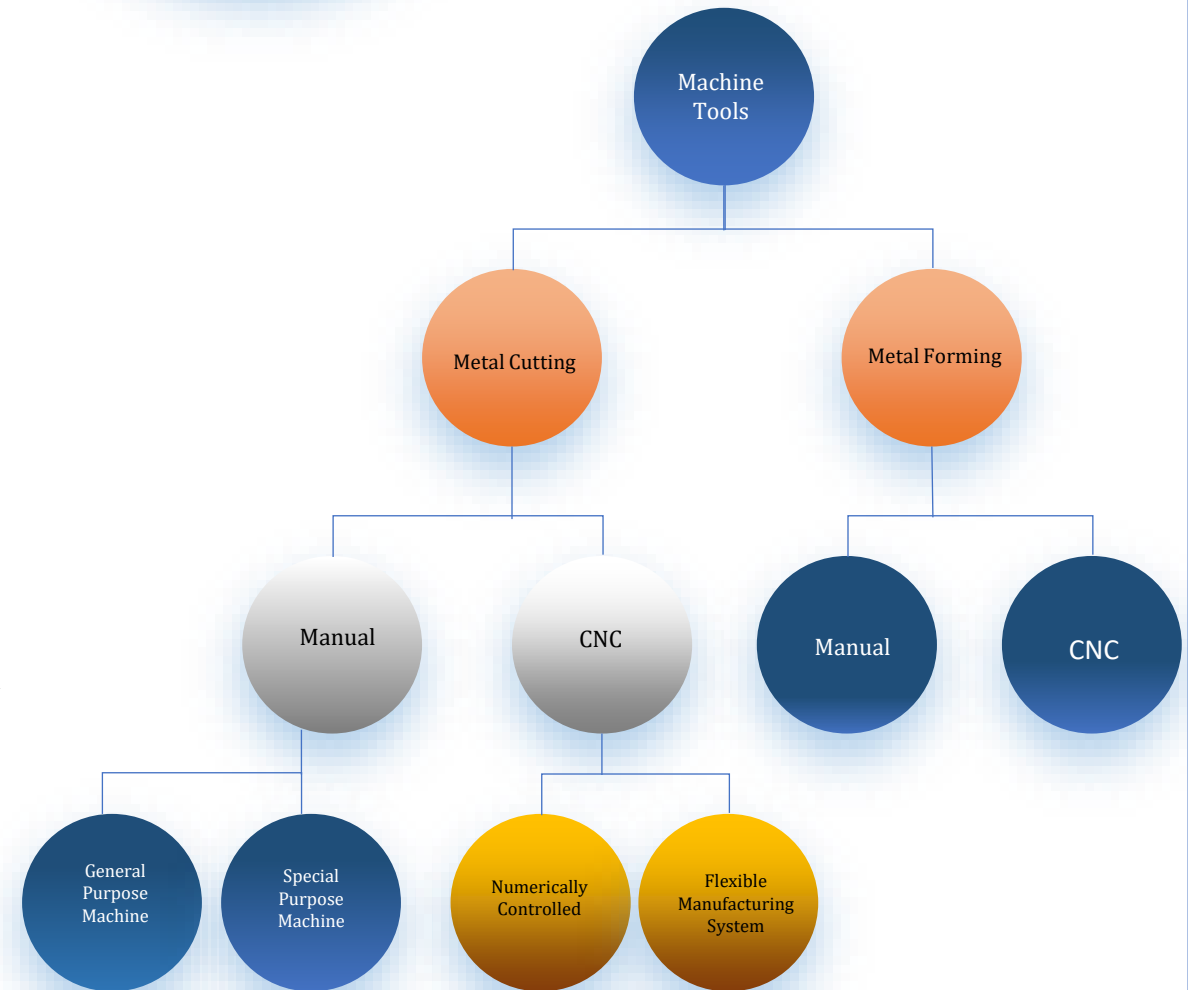 Machine
Tools
Metal Cutting
Metal Forming
Manual
CNC
Manual
CNC
General
Purpose
Machine
Special
Purpose
Machine
Numerically
Controlled
Flexible
Manufacturing
System